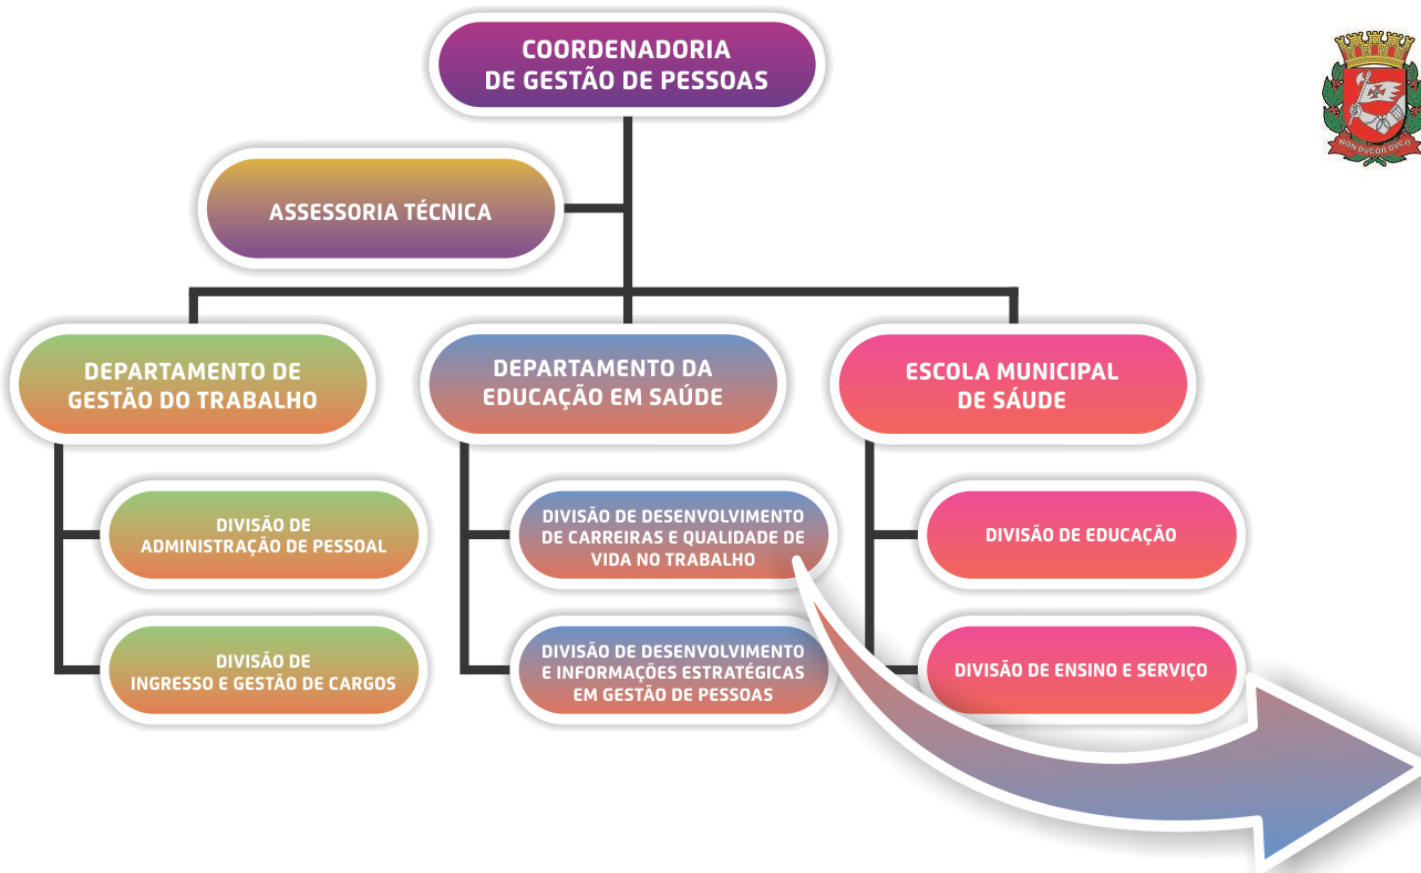 COORDENADORIA
DE GESTÃO DE PESSOAS
ASSESSORIA TÉCNICA
NON DVCOR DVCO
DEPARTAMENTO DE
GESTÃO DO TRABALHO
DEPARTAMENTO DA
EDUCAÇÃO EM SAÚDE
ESCOLA MUNICIPAL
DE SÁUDE
DIVISÃO DE
ADMINISTRAÇÃO DE PESSOAL
DIVISÃO DE DESENVOLVIMENTO
DE CARREIRAS E QUALIDADE DE
VIDA NO TRABALHO
DIVISÃO DE EDUCAÇÃO
DIVISÃO DE
INGRESSO E GESTÃO DE CARGOS
DIVISÃO DE DESENVOLVIMENTO
E INFORMAÇÕES ESTRATÉGICAS
EM GESTÃO DE PESSOAS
DIVISÃO DE ENSINO E SERVIÇO